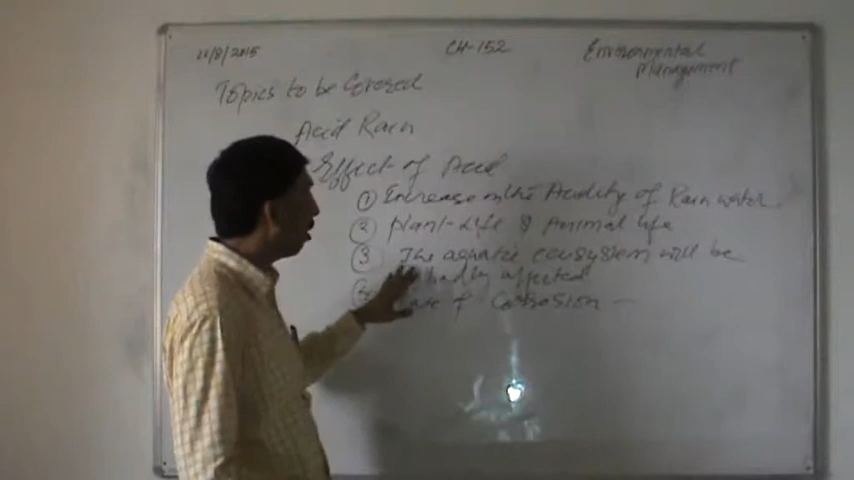 21/8/2015
CH-152
Environmental
Management
Topics to be Covered
Acid Rain
Effect of Acid
① Increase in the Acidity of Rain water.
② plant-Life & Animal life
③ The aquatic ecosystem will be
badly affected
④ of Corrosion —